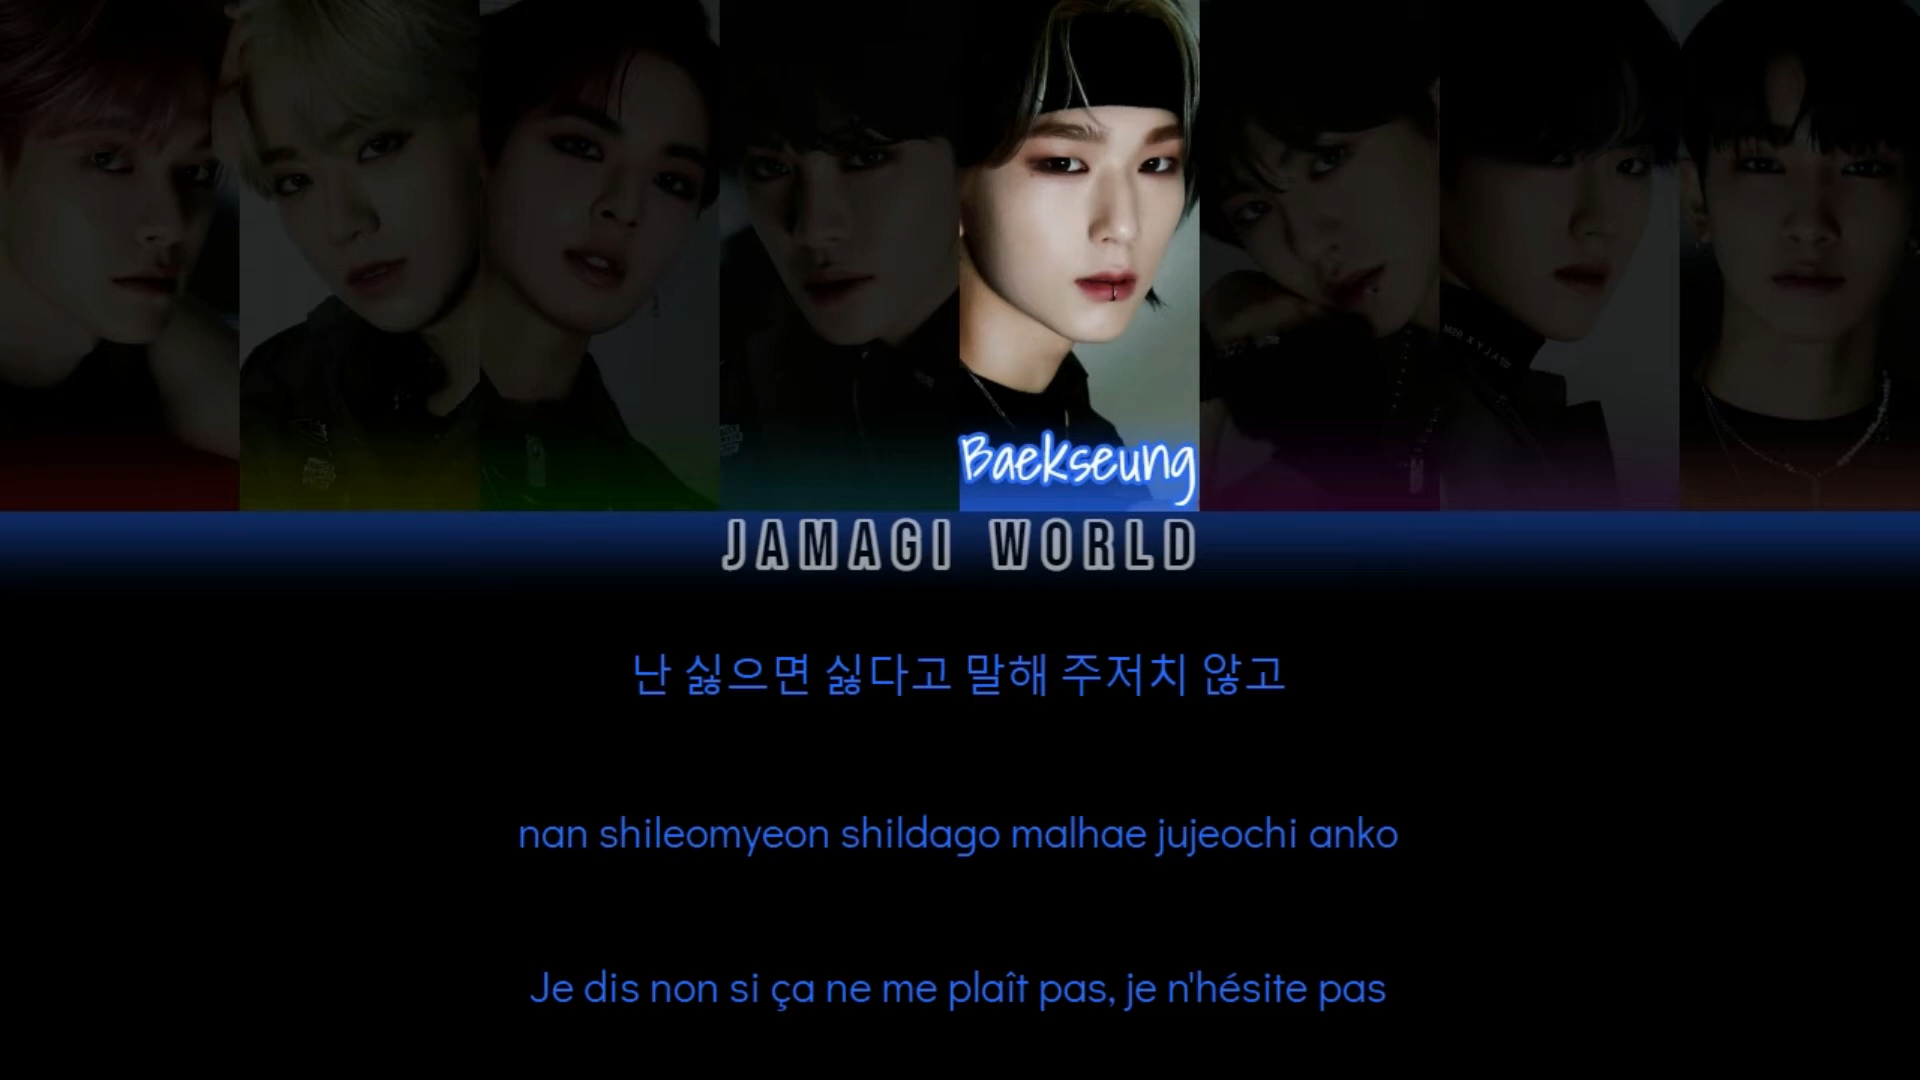 Baekseung
JAMAGI WORLD
난 싫으면 싫다고 말해 주저치 않고
nan shileomyeon shildago malhae jujeochi anko
Je dis non si ça ne me plaît pas, je n'hésite pas